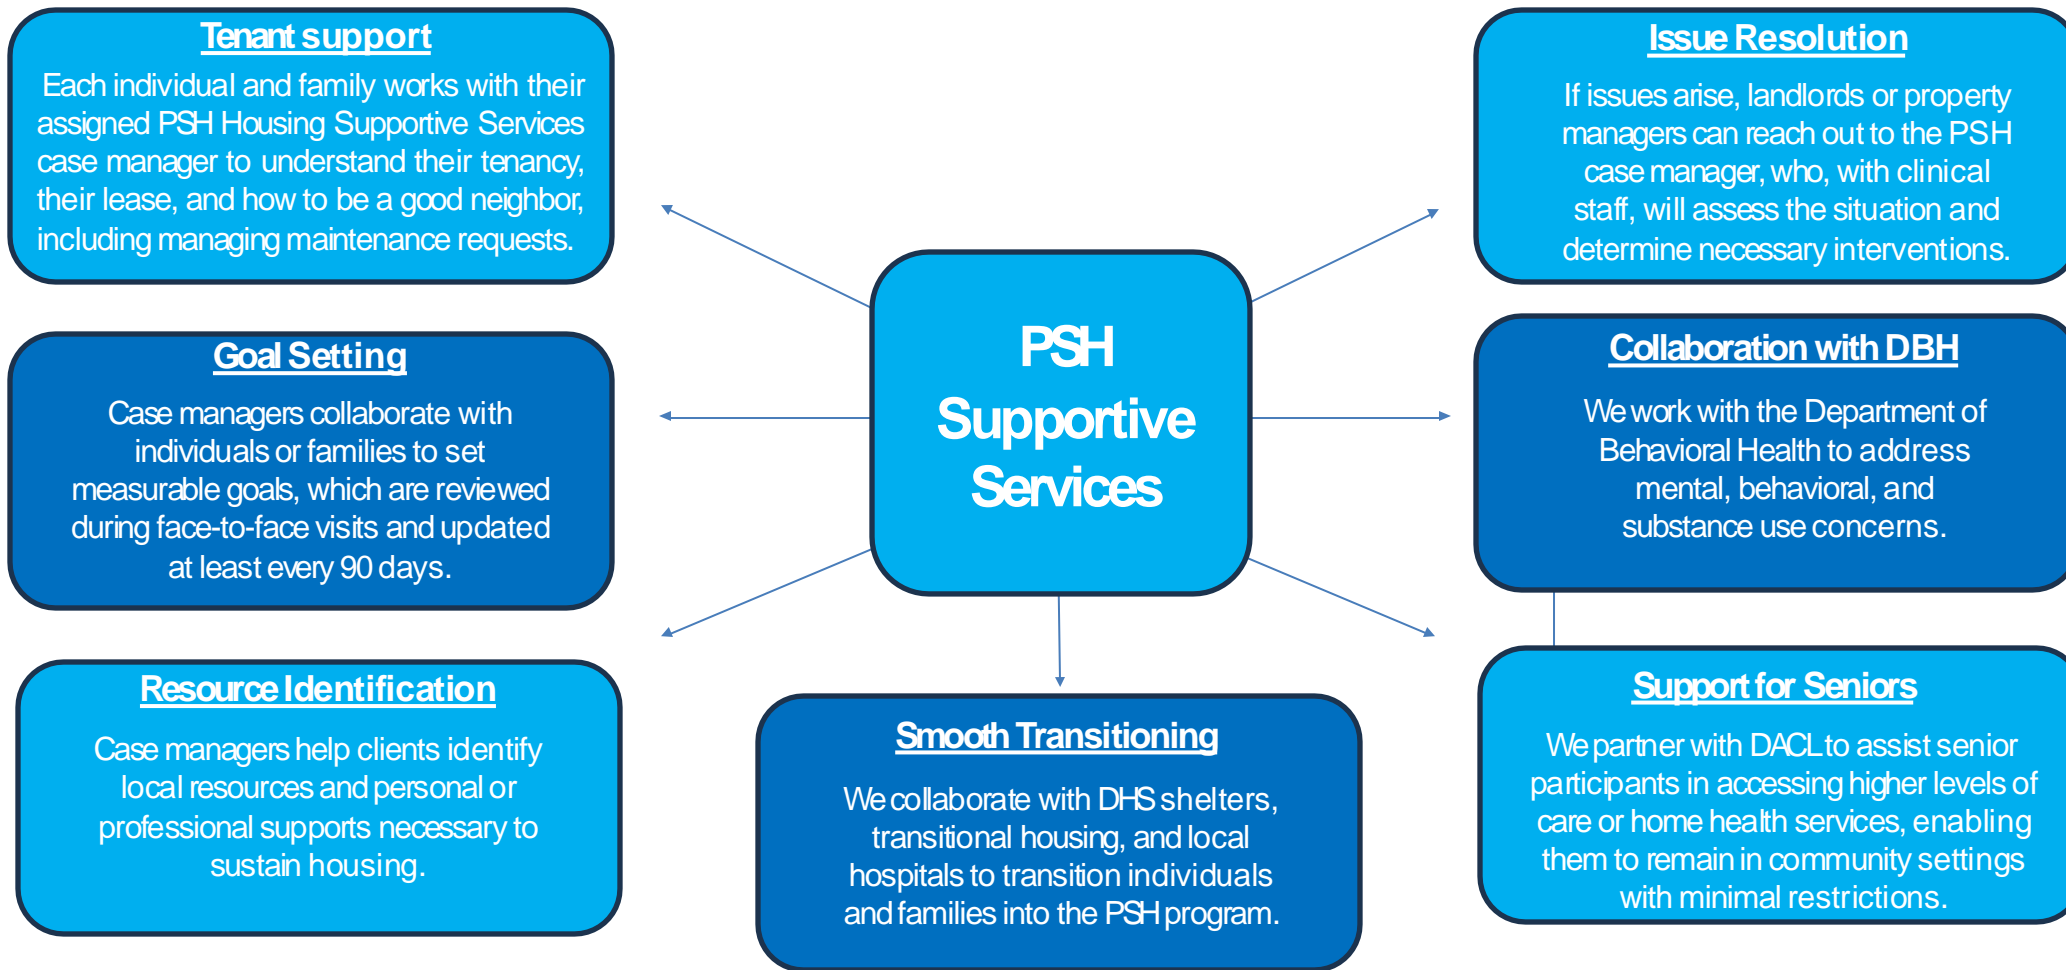 Tenant support
Each individual and family works with their
assigned PSH Housing Supportive Services
case manager to understand their tenancy,
their lease, and how to be a good neighbor,
including managing maintenance requests.
Goal Setting
Case managers collaborate with
individuals or families to set
measurable goals, which are reviewed
during face-to-face visits and updated
at least every 90 days.
Resource Identification
Case managers help clients identify
local resources and personal or
professional supports necessary to
sustain housing.
PSH
Supportive
Services
Smooth Transitioning
We collaborate with DHS shelters,
transitional housing, and local
hospitals to transition individuals
and families into the PSH program.
Issue Resolution
If issues arise, landlords or property
managers can reach out to the PSH
case manager, who, with clinical
staff, will assess the situation and
determine necessary interventions.
Collaboration with DBH
We work with the Department of
Behavioral Health to address
mental, behavioral, and
substance use concerns.
Support for Seniors
We partner with DACL to assist senior
participants in accessing higher levels of
care or home health services, enabling
them to remain in community settings
with minimal restrictions.